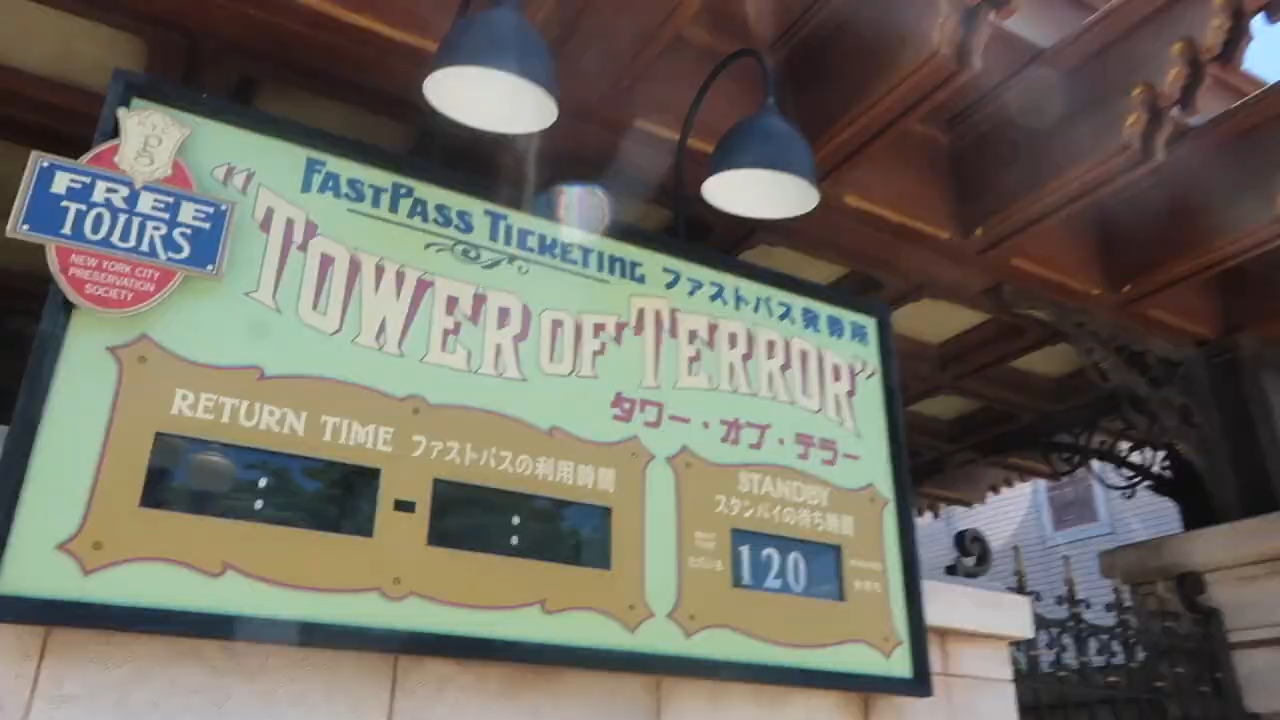 FREE
TOURS
NEW YORK CITY
PRESERVATION
SOCIETY
FASTPASS TICKETING ファストパス発券所
"TOWER OF TERROR"
タワー・オブ・テラー
RETURN TIME ファストパスの利用時間
: - :
STANDBY
スタンバイの待ち時間
120